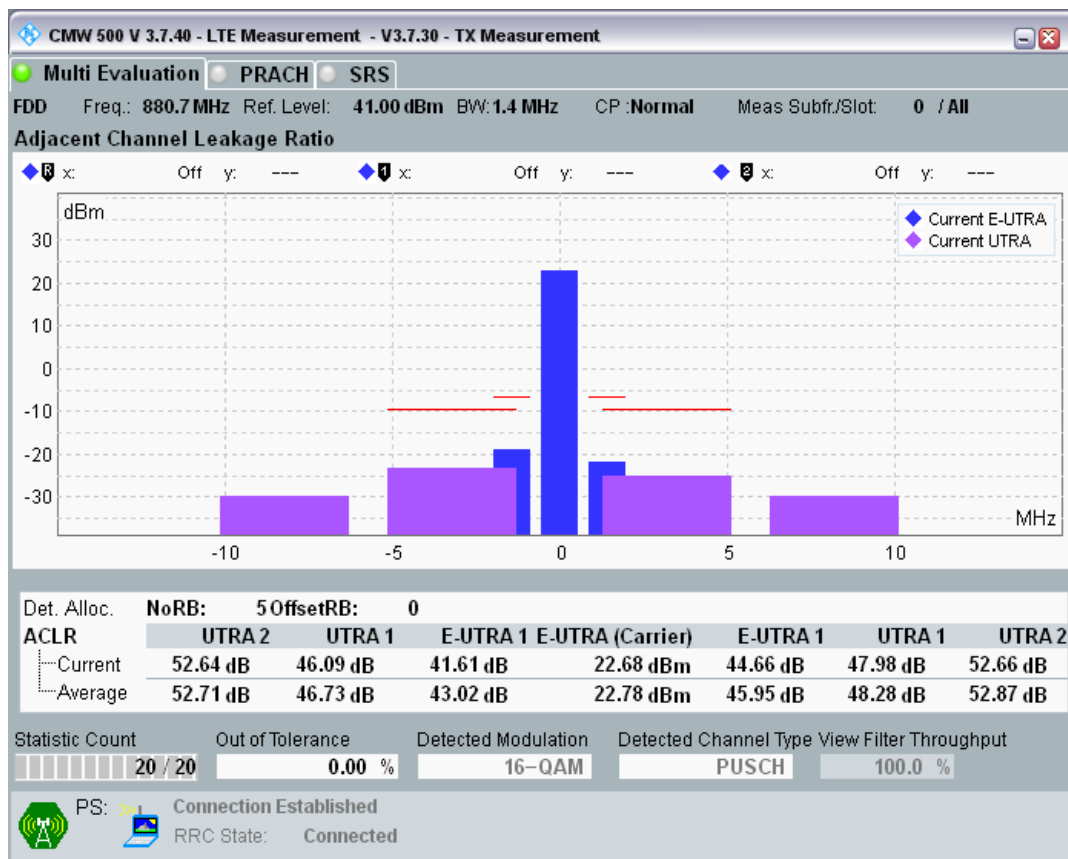 CMW 500 V 3.7.40 - LTE Measurement - V3.7.30 - TX Measurement
Multi Evaluation PRACH SRS
FDD Freq.: 880.7 MHz Ref. Level: 41.00 dBm BW: 1.4 MHz CP :Normal Meas Subfr./Slot: 0 / All
Adjacent Channel Leakage Ratio
R x: Off y: --- 1 x: Off y: --- 2 x: Off y: ---
dBm
Current E-UTRA
Current UTRA
30
20
10
0
-10
-20
-30
MHz
-10 -5 0 5 10
Det. Alloc. NoRB: 5 OffsetRB: 0
ACLR UTRA 2 UTRA 1 E-UTRA 1 E-UTRA (Carrier) E-UTRA 1 UTRA 1 UTRA 2
Current 52.64 dB 46.09 dB 41.61 dB 22.68 dBm 44.66 dB 47.98 dB 52.66 dB
Average 52.71 dB 46.73 dB 43.02 dB 22.78 dBm 45.95 dB 48.28 dB 52.87 dB
Statistic Count Out of Tolerance Detected Modulation Detected Channel Type View Filter Throughput
20 / 20 0.00 % 16-QAM PUSCH 100.0 %
PS: Connection Established
RRC State: Connected